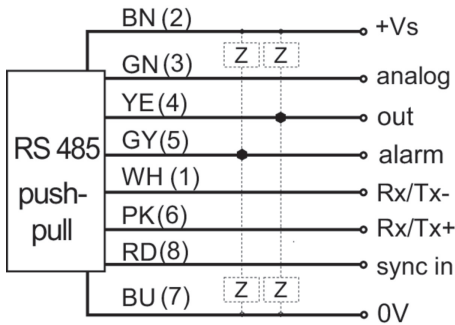 BN (2)
+Vs
Z Z
GN (3)
analog
YE (4)
out
GY (5)
alarm
RS 485
push-
pull
WH (1)
Rx/Tx-
PK (6)
Rx/Tx+
RD (8)
sync in
Z Z
BU (7)
0V